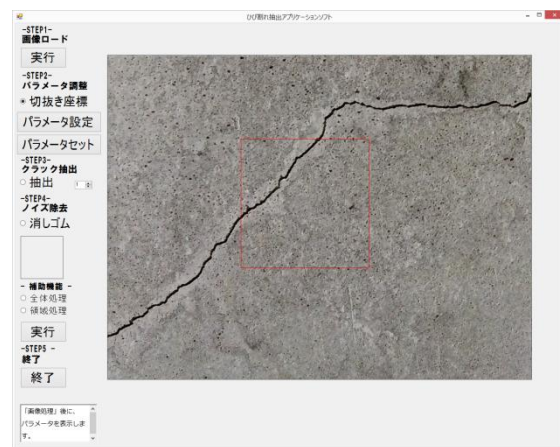 ひび割れ抽出アプリケーションソフト
-STEP1-
画像ロード
実行
-STEP2-
パラメータ調整
切抜き座標
パラメータ設定
パラメータセット
-STEP3-
クラック抽出
抽出
1
-STEP4-
ノイズ除去
消しゴム
- 補助機能 -
全体処理
領域処理
実行
-STEP5 -
終了
終了
「画像処理」後に、
パラメータを表示しま
す。